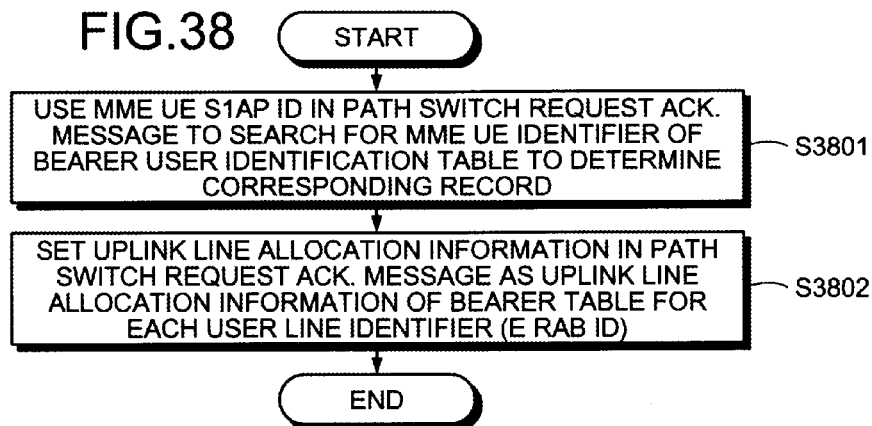 FIG.38
START
USE MME UE S1AP ID IN PATH SWITCH REQUEST ACK.
MESSAGE TO SEARCH FOR MME UE IDENTIFIER OF
BEARER USER IDENTIFICATION TABLE TO DETERMINE
CORRESPONDING RECORD
S3801
SET UPLINK LINE ALLOCATION INFORMATION IN PATH
SWITCH REQUEST ACK. MESSAGE AS UPLINK LINE
ALLOCATION INFORMATION OF BEARER TABLE FOR
EACH USER LINE IDENTIFIER (E RAB ID)
S3802
END